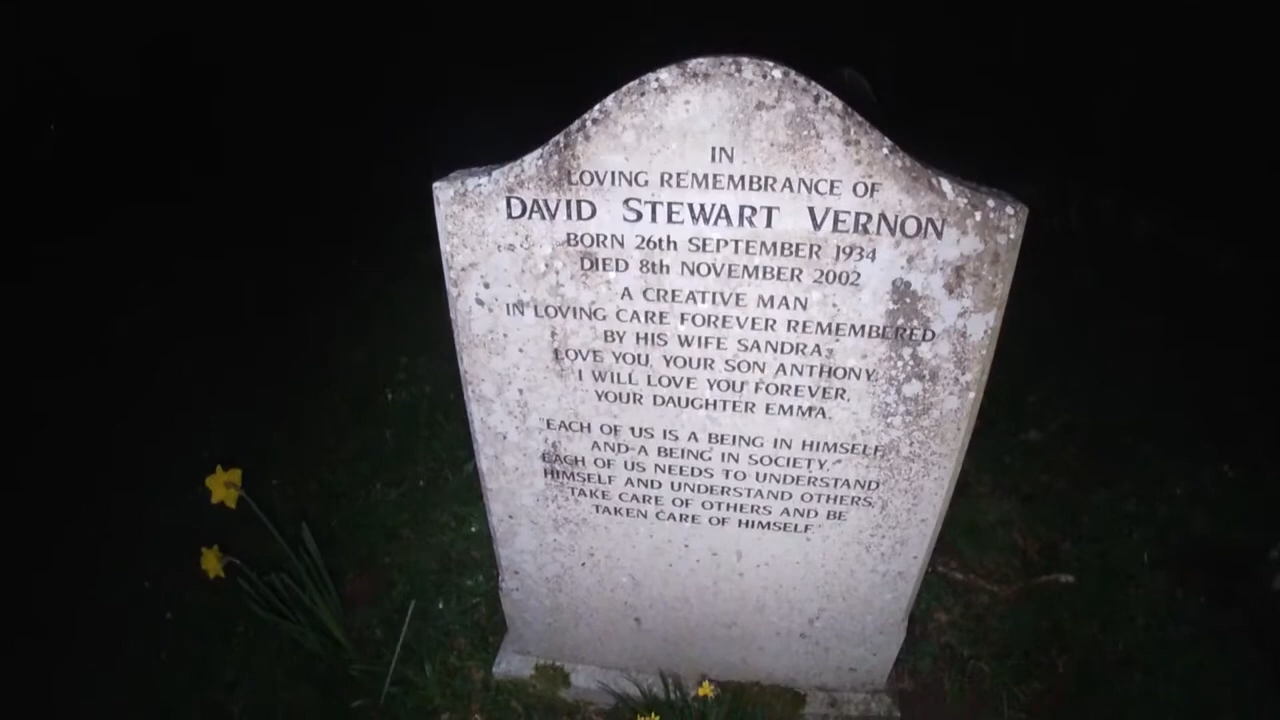 IN
LOVING REMEMBRANCE OF
DAVID STEWART VERNON
BORN 26th SEPTEMBER 1934
DIED 8th NOVEMBER 2002
A CREATIVE MAN
IN LOVING CARE FOREVER REMEMBERED
BY HIS WIFE SANDRA,
LOVE YOU, YOUR SON ANTHONY,
I WILL LOVE YOU FOREVER,
YOUR DAUGHTER EMMA.
"EACH OF US IS A BEING IN HIMSELF,
AND A BEING IN SOCIETY,
EACH OF US NEEDS TO UNDERSTAND
HIMSELF AND UNDERSTAND OTHERS,
TAKE CARE OF OTHERS AND BE
TAKEN CARE OF HIMSELF."